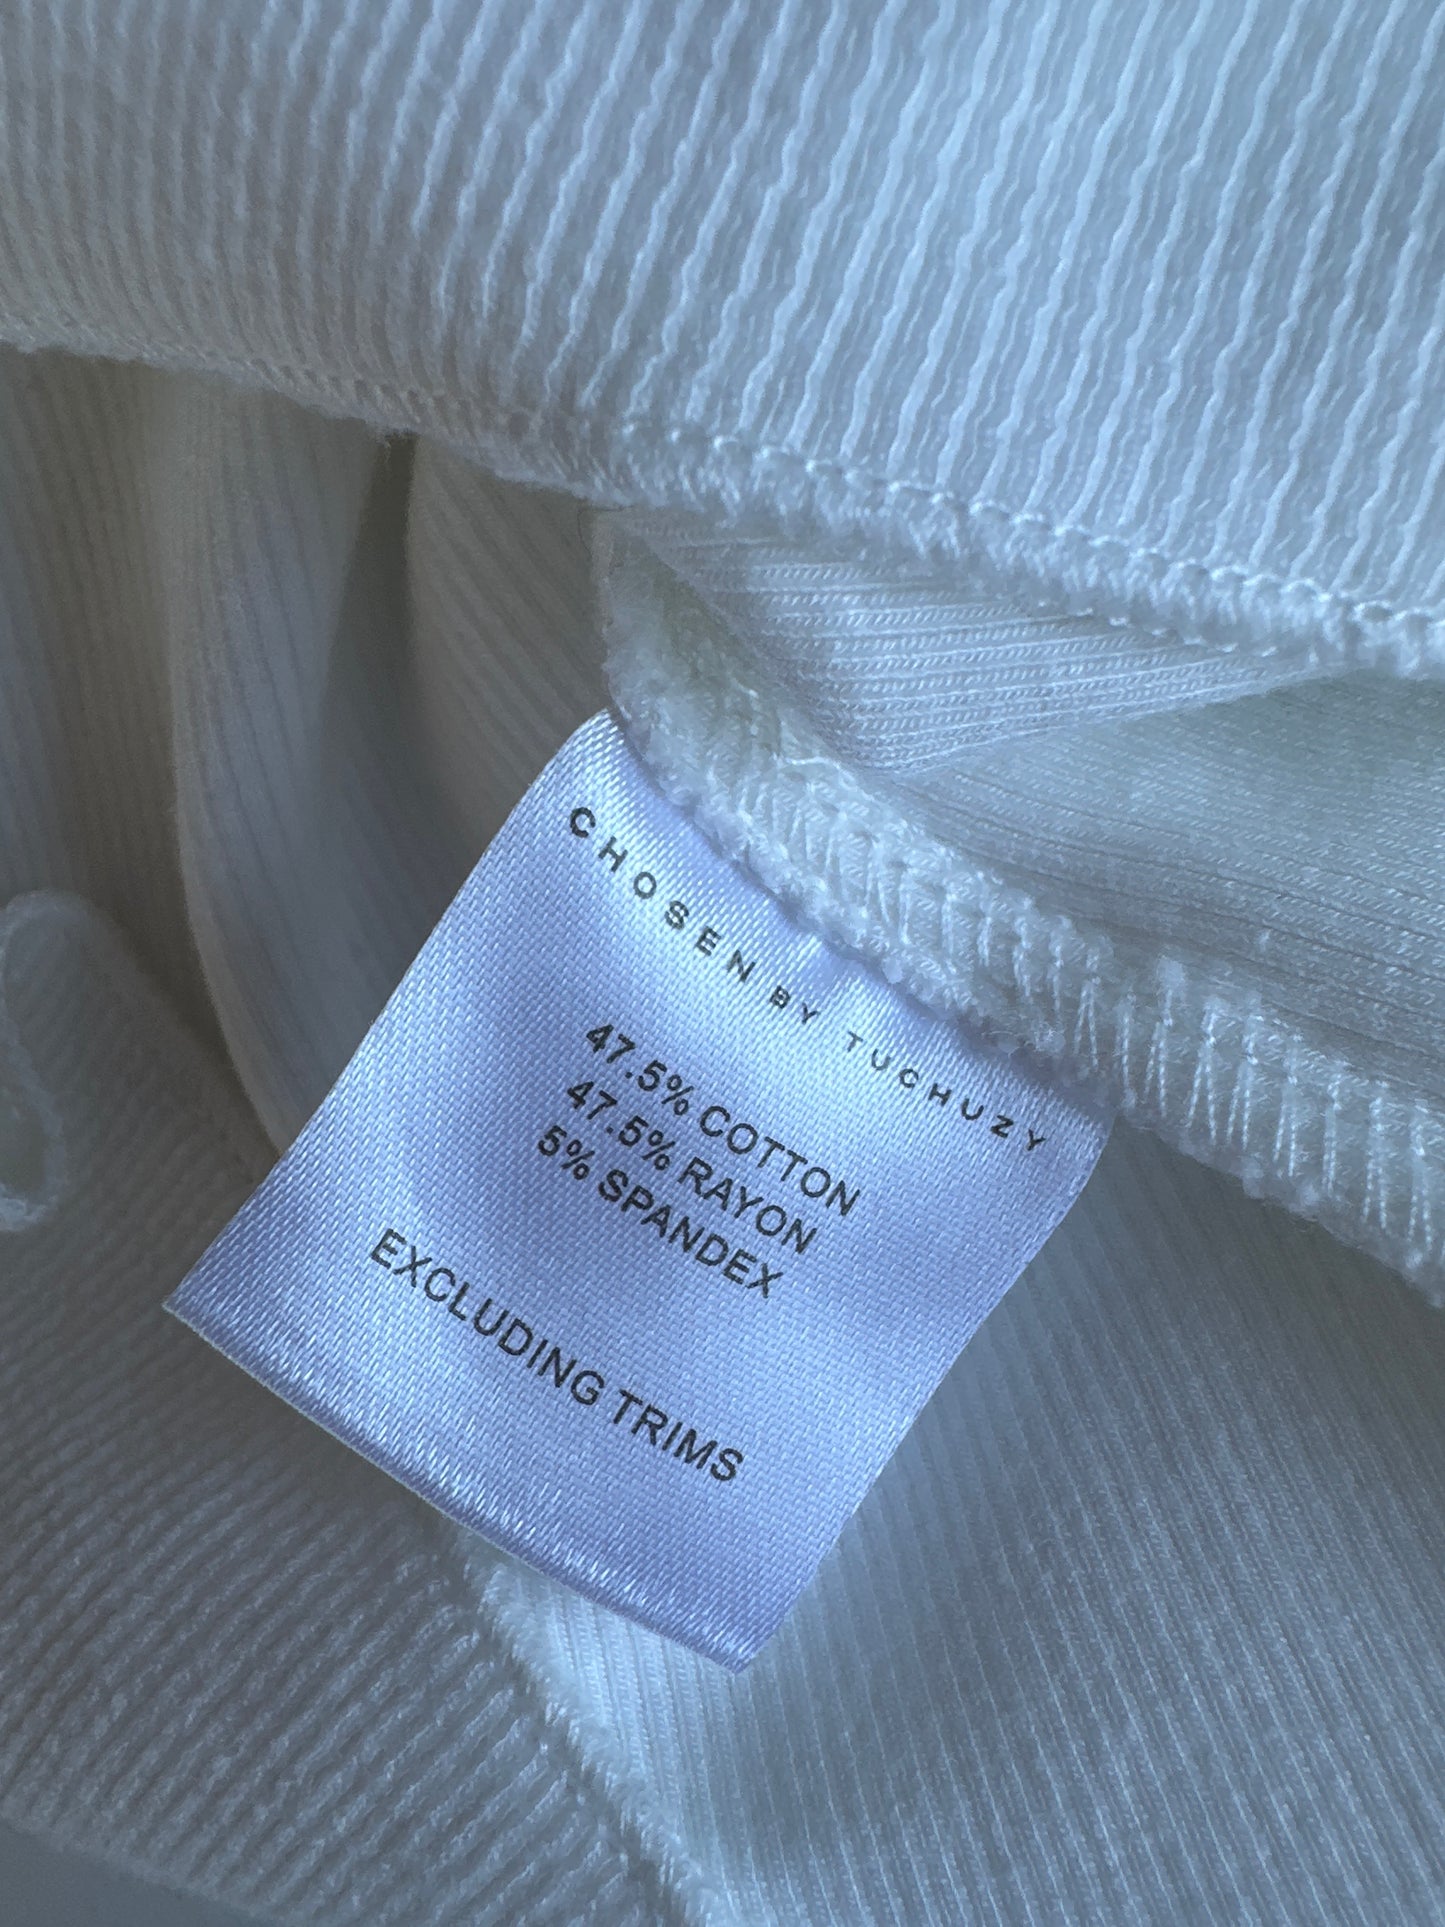 CHOSEN BY TUCHUZY
47.5% COTTON
47.5% RAYON
5% SPANDEX
EXCLUDING TRIMS